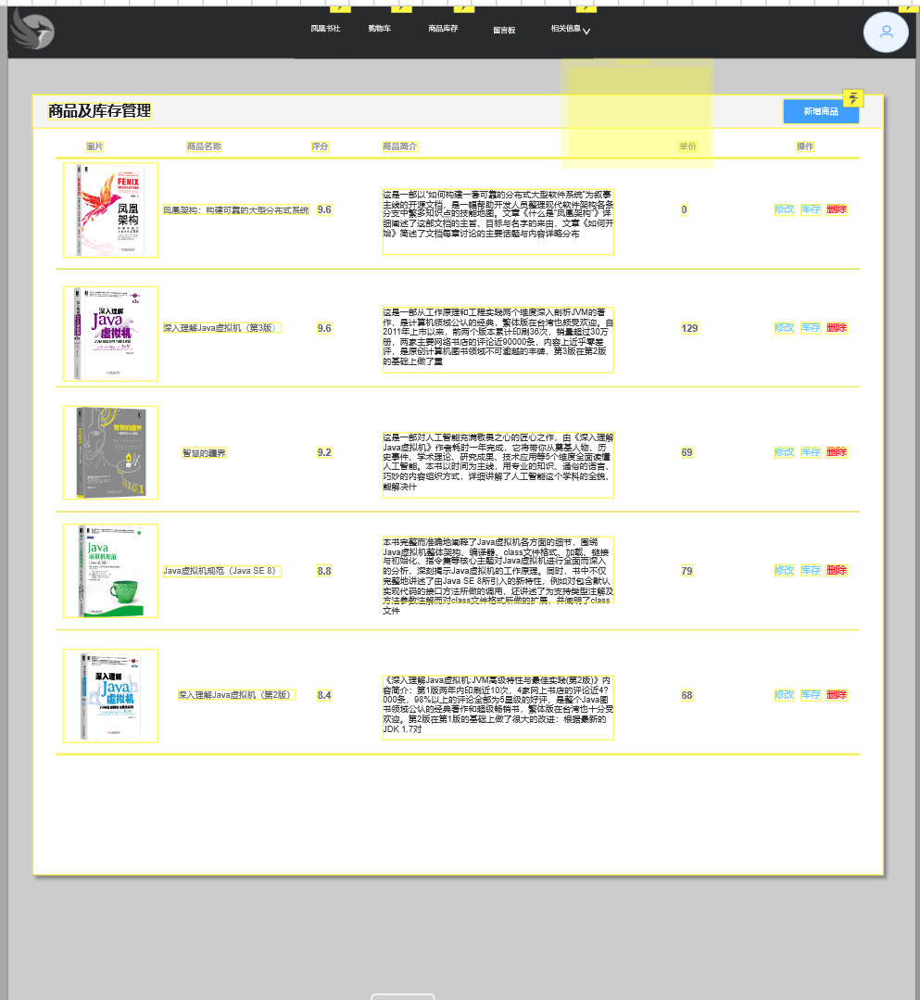 凤凰书社 购物车 商品库存 留言板 相关信息
商品及库存管理
新增商品
图片 商品名称 评分 商品简介 单价 操作
FENIX
凤凰
架构
凤凰架构：构建可靠的大型分布式系统
9.6
这是一部以“如何构建一套可靠的分布式大型软件系统”为叙事
主线的开源文档，是一幅帮助开发人员整理现代软件架构各条
分支中繁多知识点的技能地图。文章《什么是“凤凰架构”》详
细阐述了这部文档的主旨、目标与名字的来由，文章《如何开
始》简述了文档每章讨论的主要话题与内容详略分布
0
修改 库存 删除
深入理解
Java
虚拟机
深入理解Java虚拟机（第3版）
9.6
这是一部从工作原理和工程实践两个维度深入剖析JVM的著
作，是计算机领域公认的经典，繁体版在台湾也颇受欢迎。自
2011年上市以来，前两个版本累计印刷36次，销量超过30万
册，两家主要网络书店的评论近90000条，内容上近乎零差
评，是原创计算机图书领域不可逾越的丰碑，第3版在第2版
的基础上做了重
129
修改 库存 删除
智慧的疆界
智慧的疆界
9.2
这是一部对人工智能充满敬畏之心的匠心之作，由《深入理解
Java虚拟机》作者耗时一年完成，它将带你从奠基人物、历
史事件、学术理论、研究成果、技术应用等5个维度全面读懂
人工智能。本书以时间为主线，用专业的知识、通俗的语言、
巧妙的内容组织方式，详细讲解了人工智能这个学科的全貌、
能解决什
69
修改 库存 删除
Java
虚拟机规范
Java虚拟机规范（Java SE 8）
8.8
本书完整而准确地阐释了Java虚拟机各方面的细节，围绕
Java虚拟机整体架构、编译器、class文件格式、加载、链接
与初始化、指令集等核心主题对Java虚拟机进行全面而深入
的分析，深刻揭示Java虚拟机的工作原理。同时，书中不仅
完整地讲述了由Java SE 8所引入的新特性，例如对包含默认
实现代码的接口方法所做的调用，还讲述了为支持类型注解及
方法参数注解而对class文件格式所做的扩展，并阐明了class
文件
79
修改 库存 删除
深入理解
Java
虚拟机
深入理解Java虚拟机（第2版）
8.4
《深入理解Java虚拟机:JVM高级特性与最佳实践(第2版)》内
容简介：第1版两年内印刷近10次，4家网上书店的评论近4?
000条，98%以上的评论全部为5星级的好评，是整个Java图
书领域公认的经典著作和超级畅销书，繁体版在台湾也十分受
欢迎。第2版在第1版的基础上做了很大的改进：根据最新的
JDK 1.7对
68
修改 库存 删除